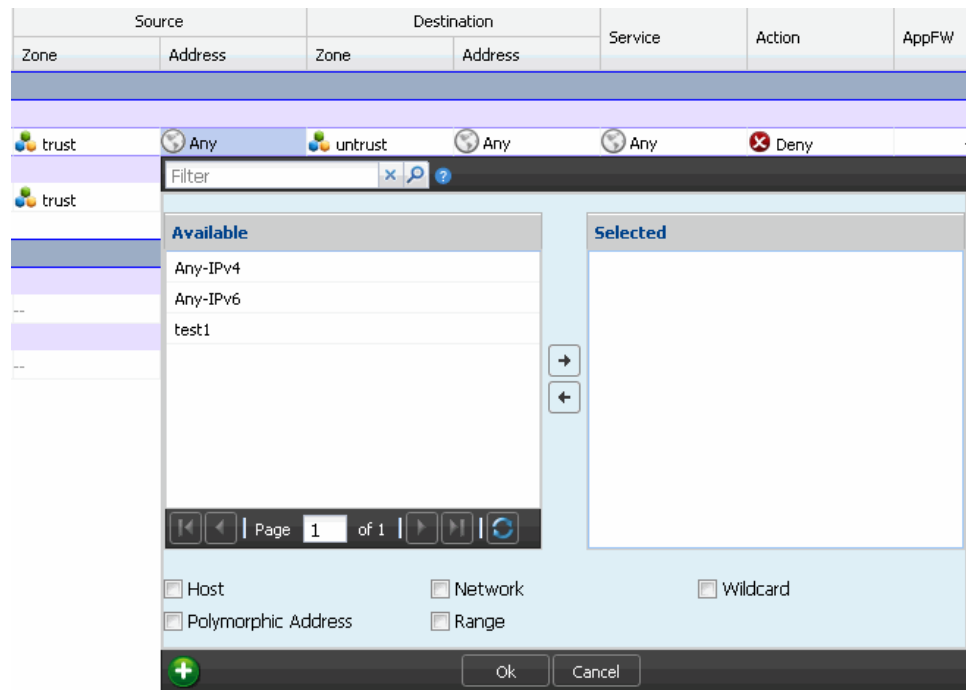 Source Destination Service Action AppFW
Zone Address Zone Address
trust Any untrust Any Any Deny
Filter
trust
Available Selected
Any-IPv4
Any-IPv6
--
test1
--
Page 1 of 1
Host Network Wildcard
Polymorphic Address Range
Ok Cancel